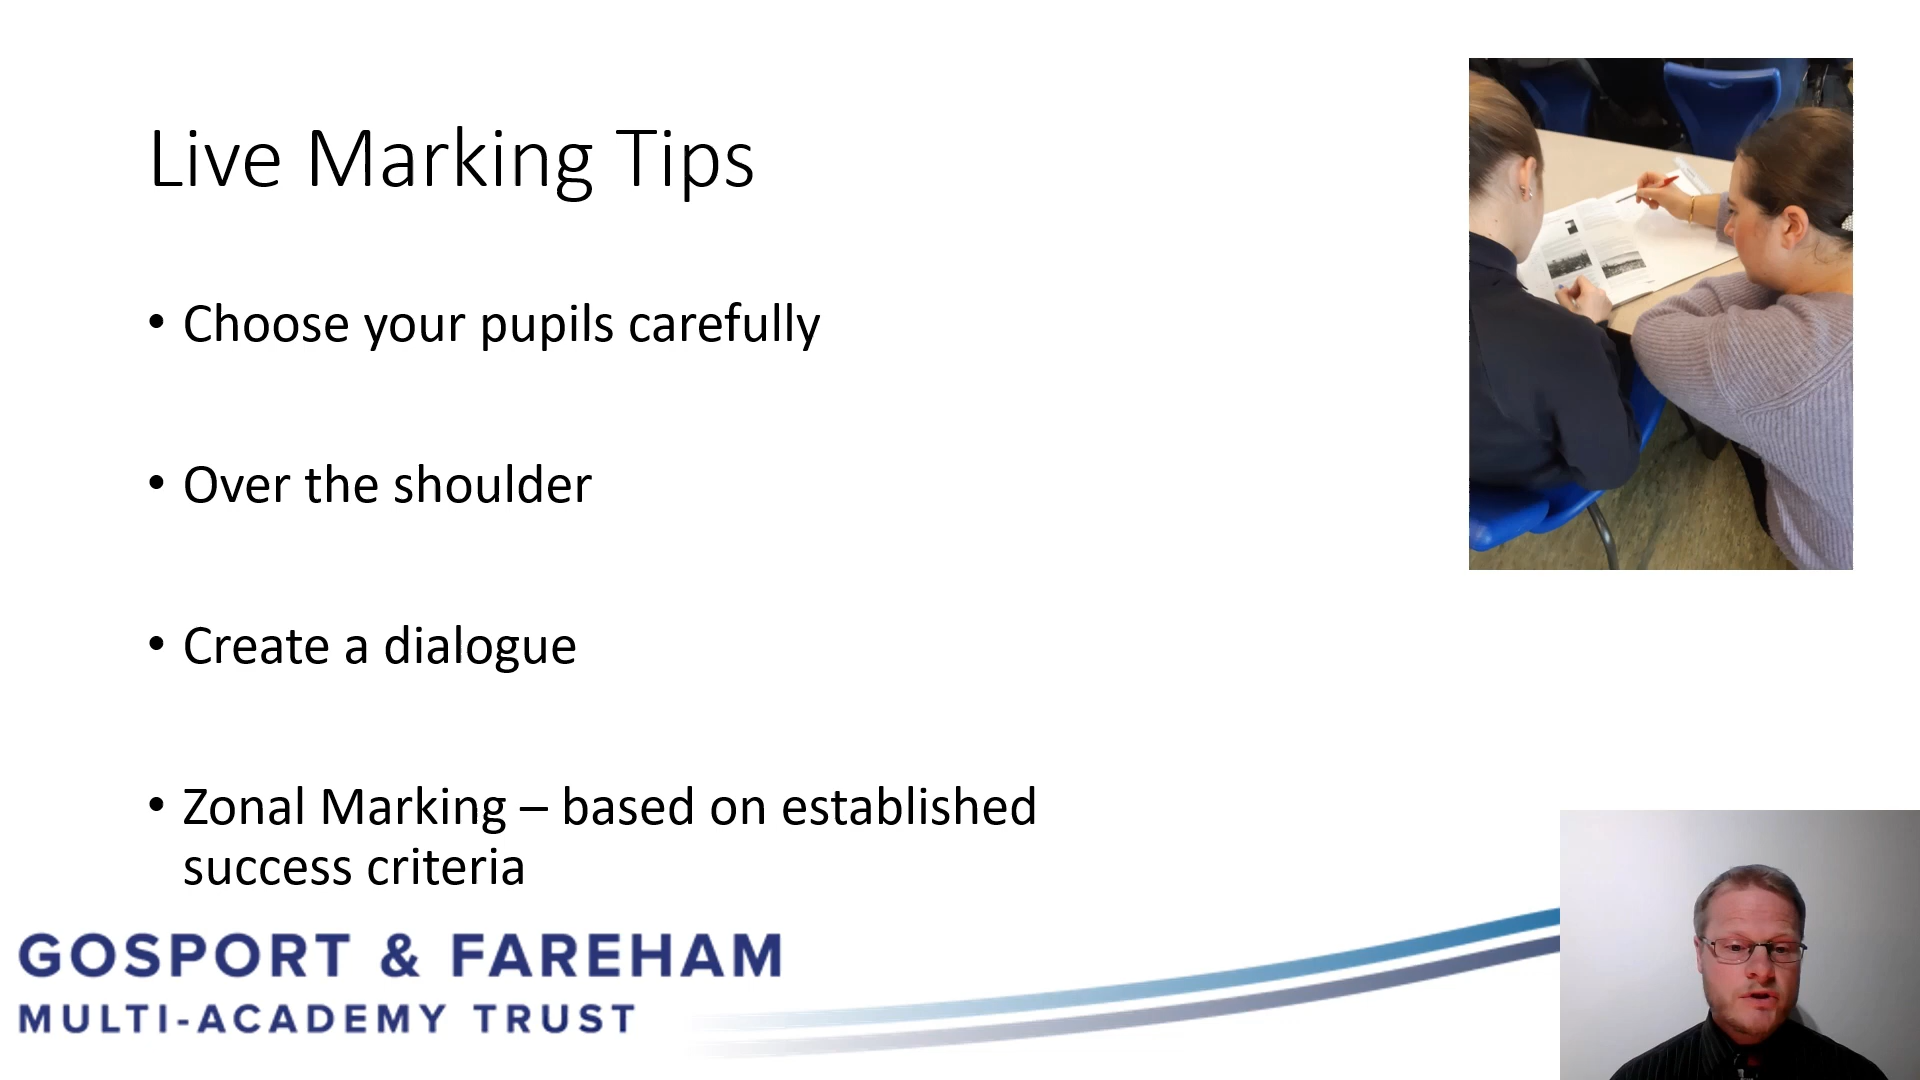 Live Marking Tips
• Choose your pupils carefully
• Over the shoulder
• Create a dialogue
• Zonal Marking – based on established
success criteria
GOSPORT & FAREHAM
MULTI-ACADEMY TRUST